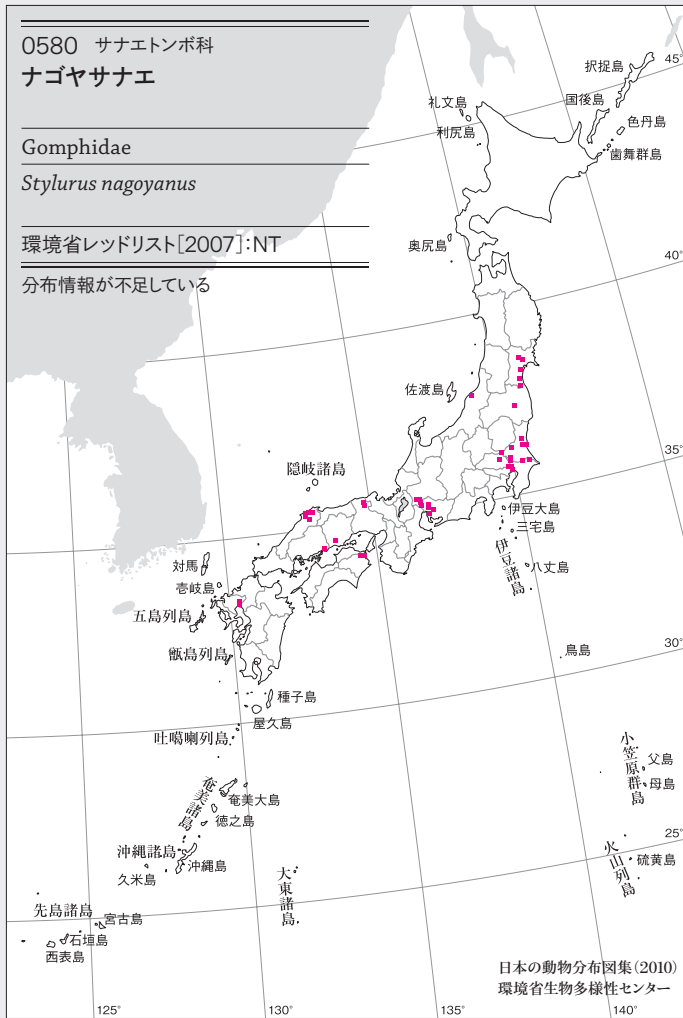 0580 サナエトンボ科
ナゴヤサナエ
Gomphidae
Stylurus nagoyanus
環境省レッドリスト[2007]:NT
分布情報が不足している
択捉島
45°
国後島
礼文島
色丹島
利尻島
歯舞群島
奥尻島
40°
佐渡島
35°
隠岐諸島
伊豆大島
三宅島
伊豆諸島
八丈島
対馬
壱岐島
五島列島
甑島列島
鳥島
30°
種子島
屋久島
吐噶喇列島
小笠原群島
父島
母島
奄美諸島
奄美大島
徳之島
25°
沖縄諸島
沖縄島
久米島
火山列島
硫黄島
大東諸島
先島諸島
宮古島
石垣島
西表島
日本の動物分布図集(2010)
環境省生物多様性センター
125°
130°
135°
140°